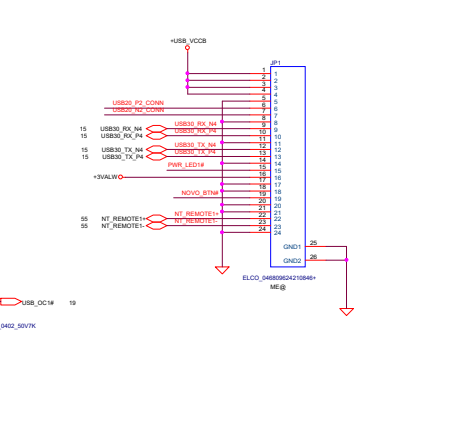 +USB_VCCB
JP1
1 1
2 2
3 3
4 4
5 5
USB20_P2_CONN 6 6
USB20_N2_CONN 7 7
8 8
15 USB30_RX_N4 USB30_RX_N4 9 9
15 USB30_RX_P4 USB30_RX_P4 10 10
11 11
15 USB30_TX_N4 USB30_TX_N4 12 12
15 USB30_TX_P4 USB30_TX_P4 13 13
14 14
PWR_LED1# 15 15
+3VALW 16 16
17 17
18 18
NOVO_BTN# 19 19
20 20
21 21
55 NT_REMOTE1+ NT_REMOTE1+ 22 22
55 NT_REMOTE1- NT_REMOTE1- 23 23
24 24
GND1 25
GND2 26
ELCO_046809624210846+
ME@
USB_OC1# 19
_0402_50V7K